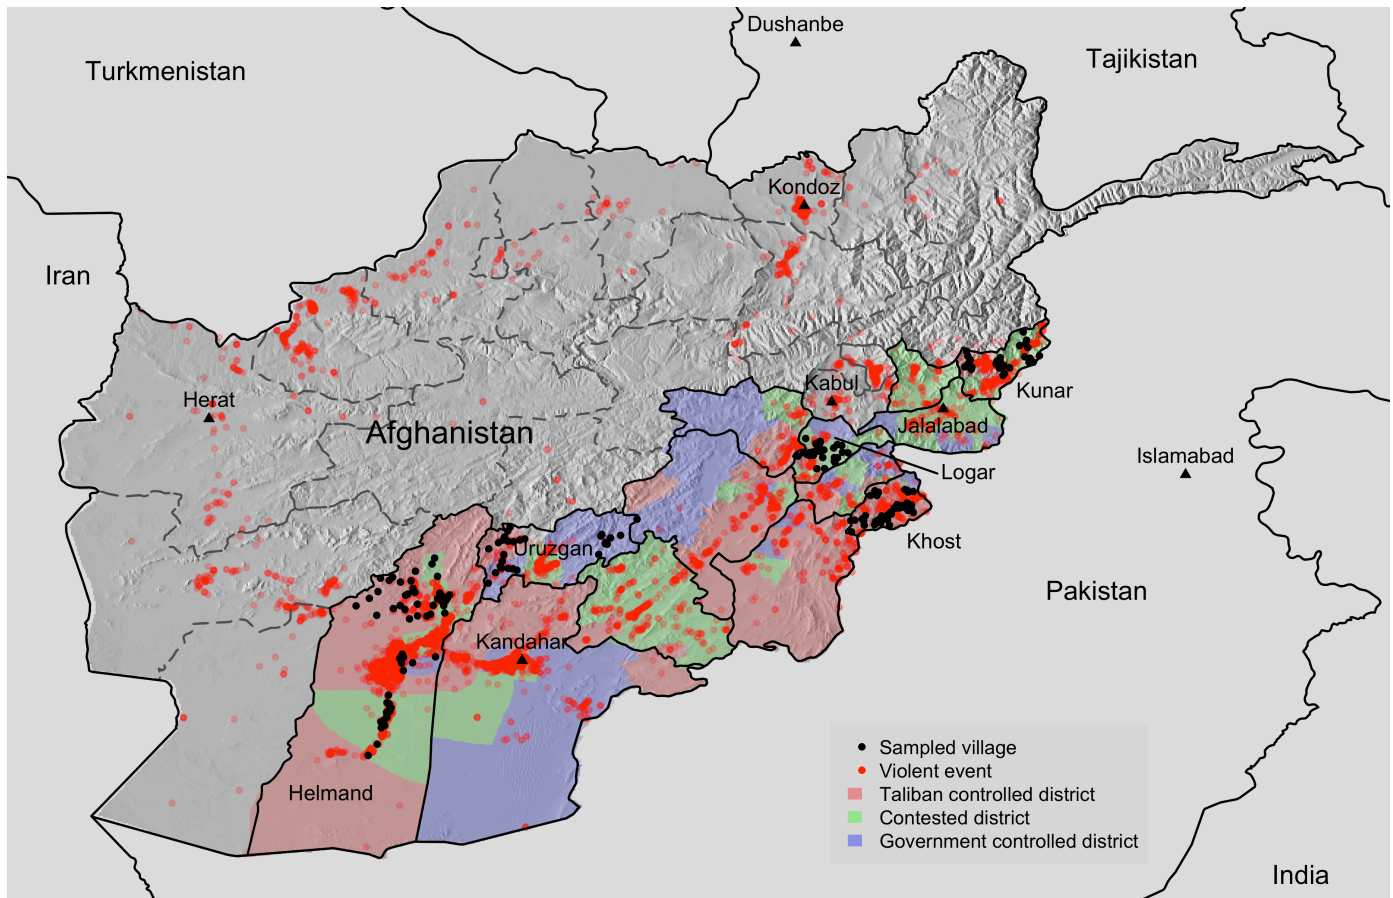 Dushanbe
Turkmenistan
Tajikistan
Kondoz
Iran
Herat
Kabul
Kunar
Afghanistan
Jalalabad
Islamabad
Logar
Uruzgan
Khost
Pakistan
Kandahar
Helmand
Sampled village
Violent event
Taliban controlled district
Contested district
Government controlled district
India